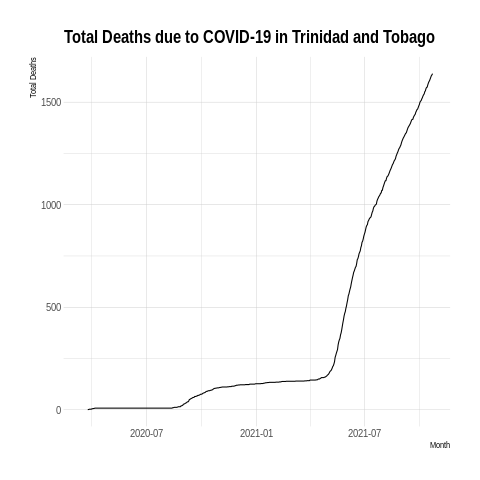 Total Deaths due to COVID-19 in Trinidad and Tobago
Total Deaths
1500
1000
500
0
2020-07
2021-01
2021-07
Month